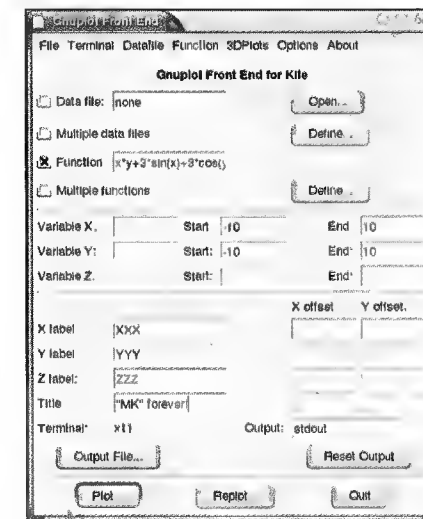 Gnuplot Front End
File Terminal Datafile Function 3DPlots Options About
Gnuplot Front End for Kile
Data file: none Open...
Multiple data files Define...
Function x*y+3*sin(x)+3*cos(y
Multiple functions Define...
Variable X. Start -10 End 10
Variable Y: Start: -10 End 10
Variable Z. Start: End
X offset Y offset.
X label XXX
Y label YYY
Z label: ZZZ
Title "MK" forever
Terminal x11 Output: stdout
Output File... Reset Output
Plot Replot Quit